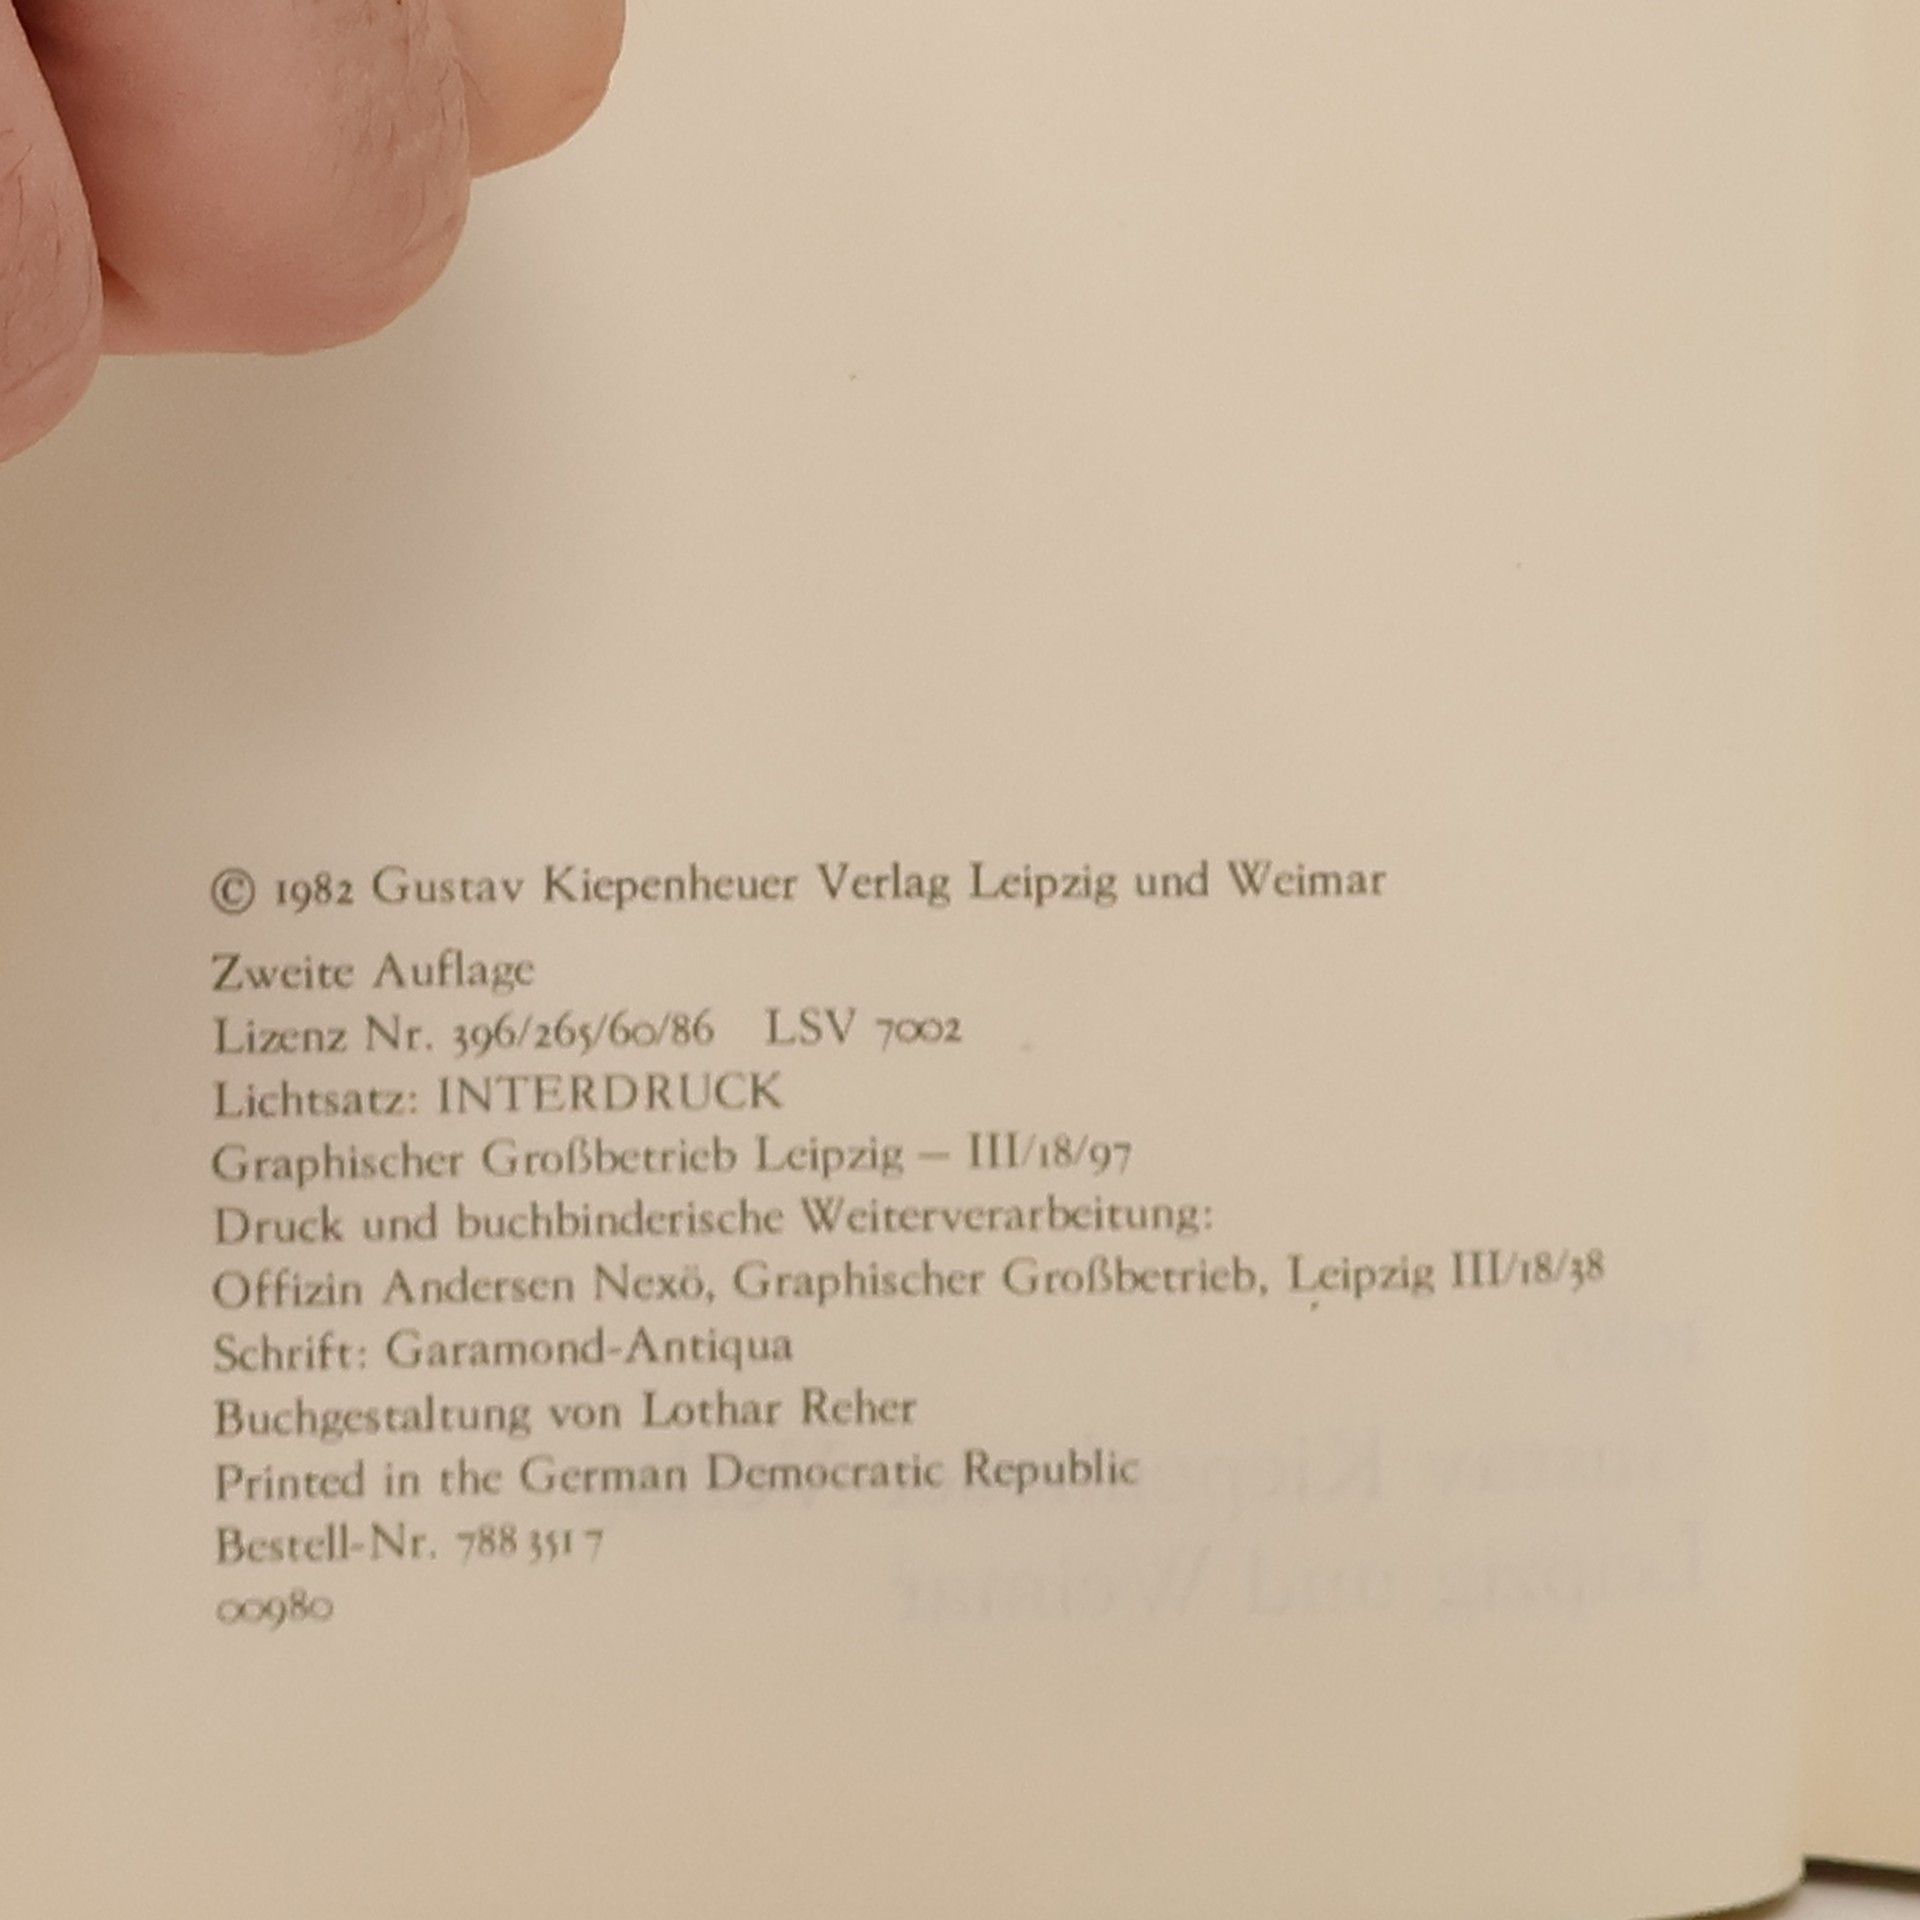 © 1982 Gustav Kiepenheuer Verlag Leipzig und Weimar
Zweite Auflage
Lizenz Nr. 396/265/60/86 LSV 7002
Lichtsatz: INTERDRUCK
Graphischer Großbetrieb Leipzig – III/18/97
Druck und buchbinderische Weiterverarbeitung:
Offizin Andersen Nexö, Graphischer Großbetrieb, Leipzig III/18/38
Schrift: Garamond-Antiqua
Buchgestaltung von Lothar Reher
Printed in the German Democratic Republic
Bestell-Nr. 788 351 7
00980